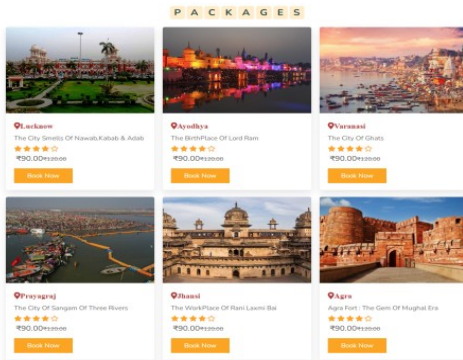 PACKAGES
Lucknow
The City Smells Of Nawab,Kabab & Adab
₹90.00 ₹120.00
Book Now
Ayodhya
The BirthPlace Of Lord Ram
₹90.00 ₹120.00
Book Now
Varanasi
The City Of Ghats
₹90.00 ₹120.00
Book Now
Prayagraj
The City Of Sangam Of Three Rivers
₹90.00 ₹120.00
Book Now
Jhansi
The WorkPlace Of Rani Laxmi Bai
₹90.00 ₹120.00
Book Now
Agra
Agra Fort : The Gem Of Mughal Era
₹90.00 ₹120.00
Book Now